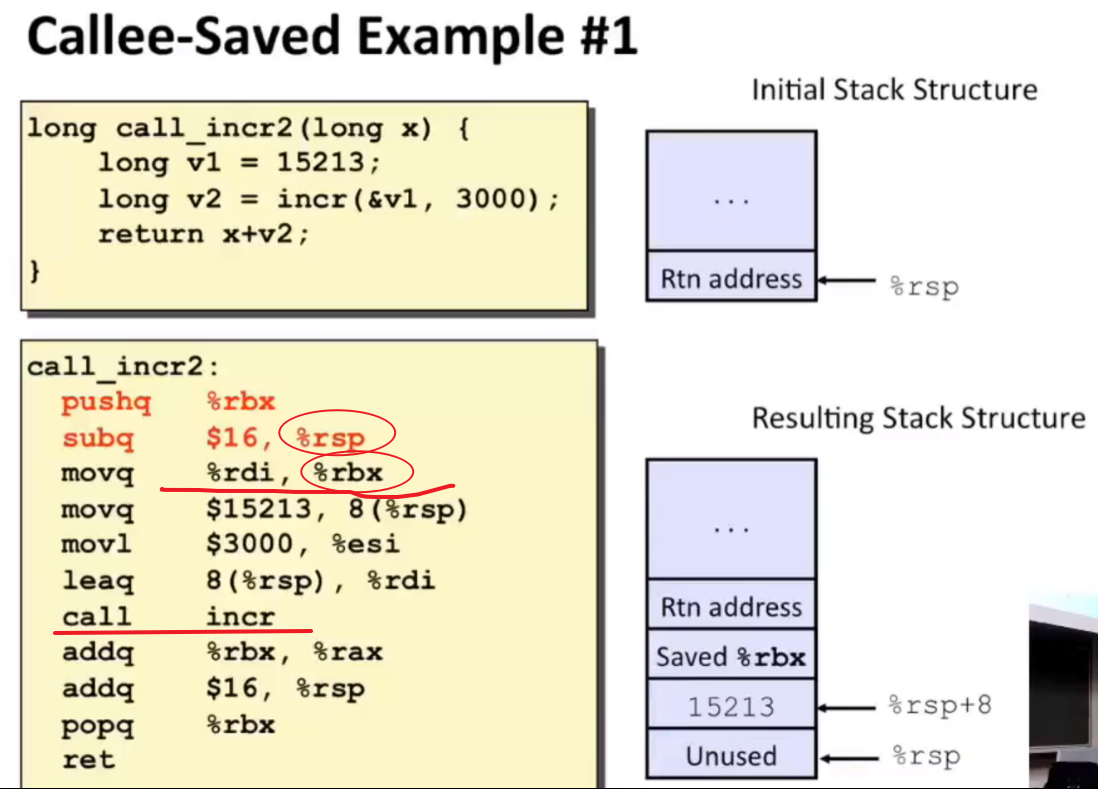 Callee-Saved Example #1
long call_incr2(long x) {
    long v1 = 15213;
    long v2 = incr(&v1, 3000);
    return x+v2;
}
Initial Stack Structure
...
Rtn address
%rsp
call_incr2:
  pushq   %rbx
  subq    $16, %rsp
  movq    %rdi, %rbx
  movq    $15213, 8(%rsp)
  movl    $3000, %esi
  leaq    8(%rsp), %rdi
  call    incr
  addq    %rbx, %rax
  addq    $16, %rsp
  popq    %rbx
  ret
Resulting Stack Structure
...
Rtn address
Saved %rbx
15213
%rsp+8
Unused
%rsp